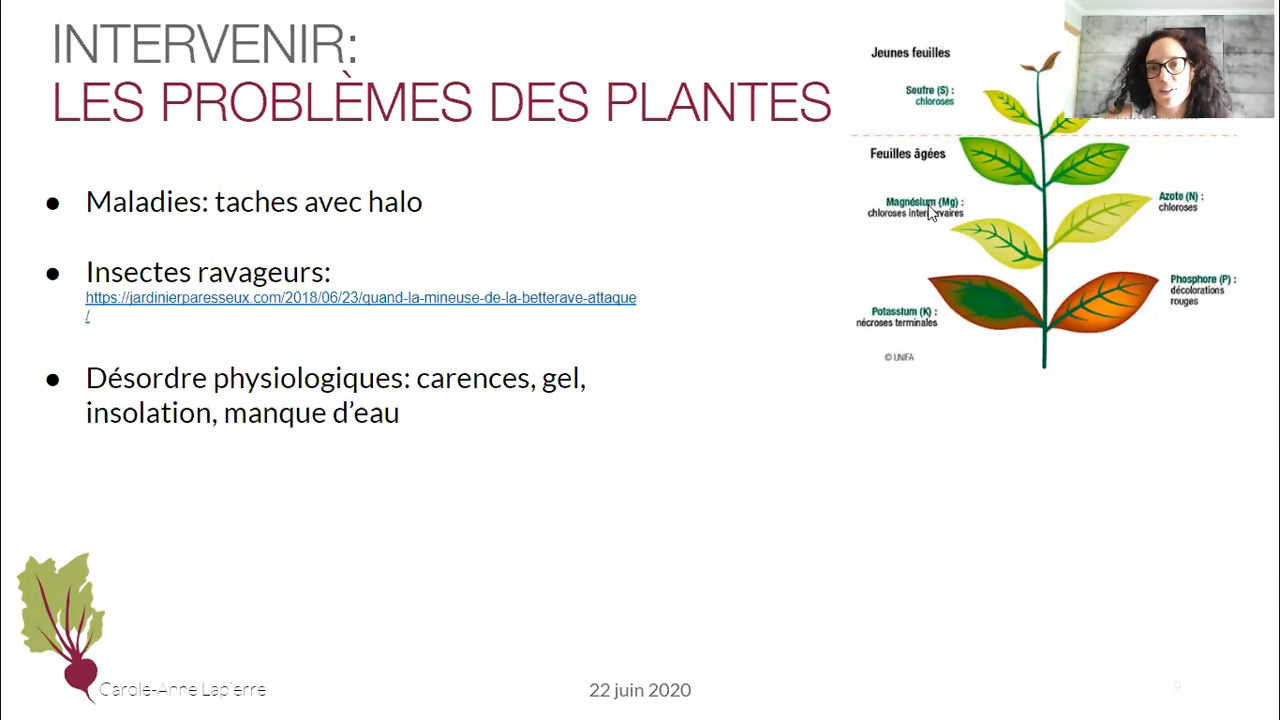 INTERVENIR:
LES PROBLÈMES DES PLANTES
● Maladies: taches avec halo
● Insectes ravageurs:
https://jardinierparesseux.com/2018/06/23/quand-la-mineuse-de-la-betterave-attaque
/
● Désordre physiologiques: carences, gel,
insolation, manque d’eau
Jeunes feuilles
Soufre (S) :
chloroses
Feuilles âgées
Magnésium (Mg) :
chloroses internervaires
Azote (N) :
chloroses
Phosphore (P) :
décolorations
rouges
Potassium (K) :
nécroses terminales
© UNIFA
Carole-Anne Lapierre
22 juin 2020
9